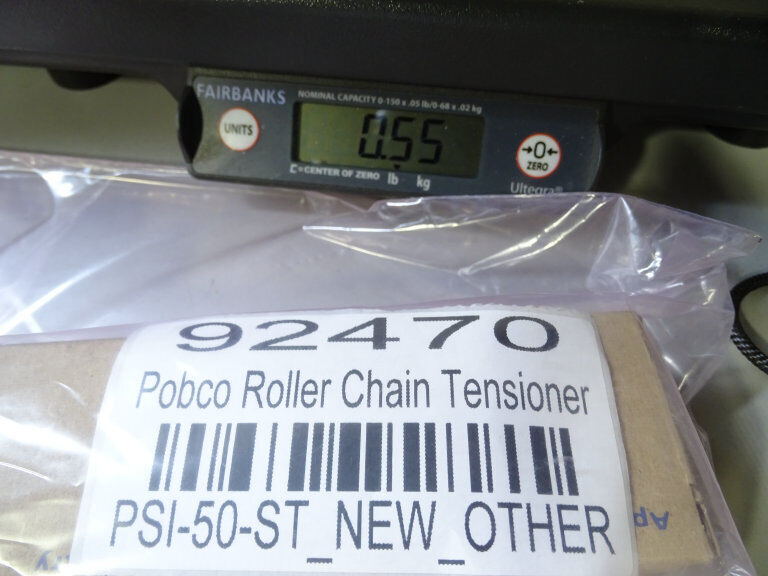 FAIRBANKS
NOMINAL CAPACITY 0-150 x .05 lb/0-68 x .02 kg
UNITS
0.55
→0← ZERO
C=CENTER OF ZERO lb kg
Ultegra®
92470
Pobco Roller Chain Tensioner
PSI-50-ST_NEW_OTHER